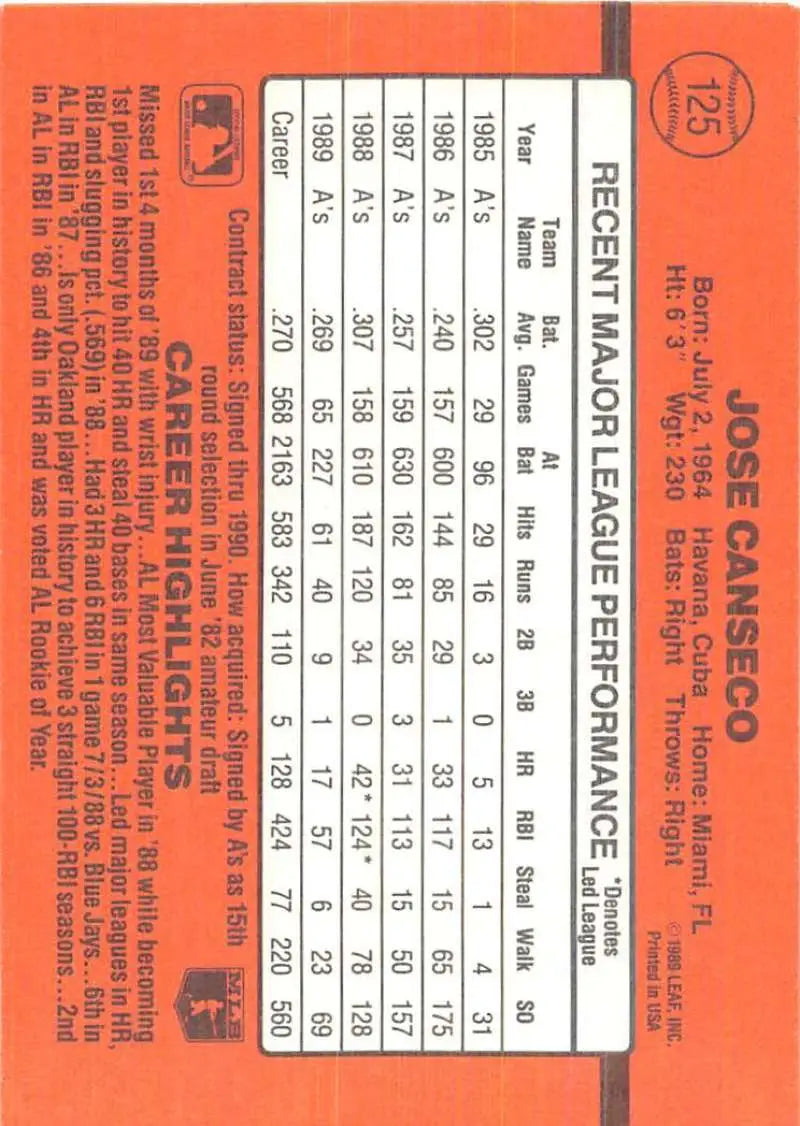 125
JOSE CANSECO
Born: July 2, 1964 Havana, Cuba Home: Miami, FL
Ht: 6'3" Wgt: 230 Bats: Right Throws: Right
© 1989 LEAF, INC.
Printed in USA
RECENT MAJOR LEAGUE PERFORMANCE
*Denotes
Led League
Year Team Name Bat. Avg. Games At Bat Hits Runs 2B 3B HR RBI Steal Walk SO
1985 A's .302 29 96 29 16 3 0 5 13 1 4 31
1986 A's .240 157 600 144 85 29 1 33 117 15 65 175
1987 A's .257 159 630 162 81 35 3 31 113 15 50 157
1988 A's .307 158 610 187 120 34 0 42* 124* 40 78 128
1989 A's .269 65 227 61 40 9 1 17 57 6 23 69
Career .270 568 2163 583 342 110 5 128 424 77 220 560
Contract status: Signed thru 1990. How acquired: Signed by A's as 15th
round selection in June '82 amateur draft
MLB
CAREER HIGHLIGHTS
Missed 1st 4 months of '89 with wrist injury...AL Most Valuable Player in '88 while becoming
1st player in history to hit 40 HR and steal 40 bases in same season...Led major leagues in HR,
RBI and slugging pct. (.569) in '88...Had 3 HR and 6 RBI in 1 game 7/3/88 vs. Blue Jays...6th in
AL in RBI in '87...Is only Oakland player in history to achieve 3 straight 100-RBI seasons...2nd
in AL in RBI in '86 and 4th in HR and was voted AL Rookie of Year.